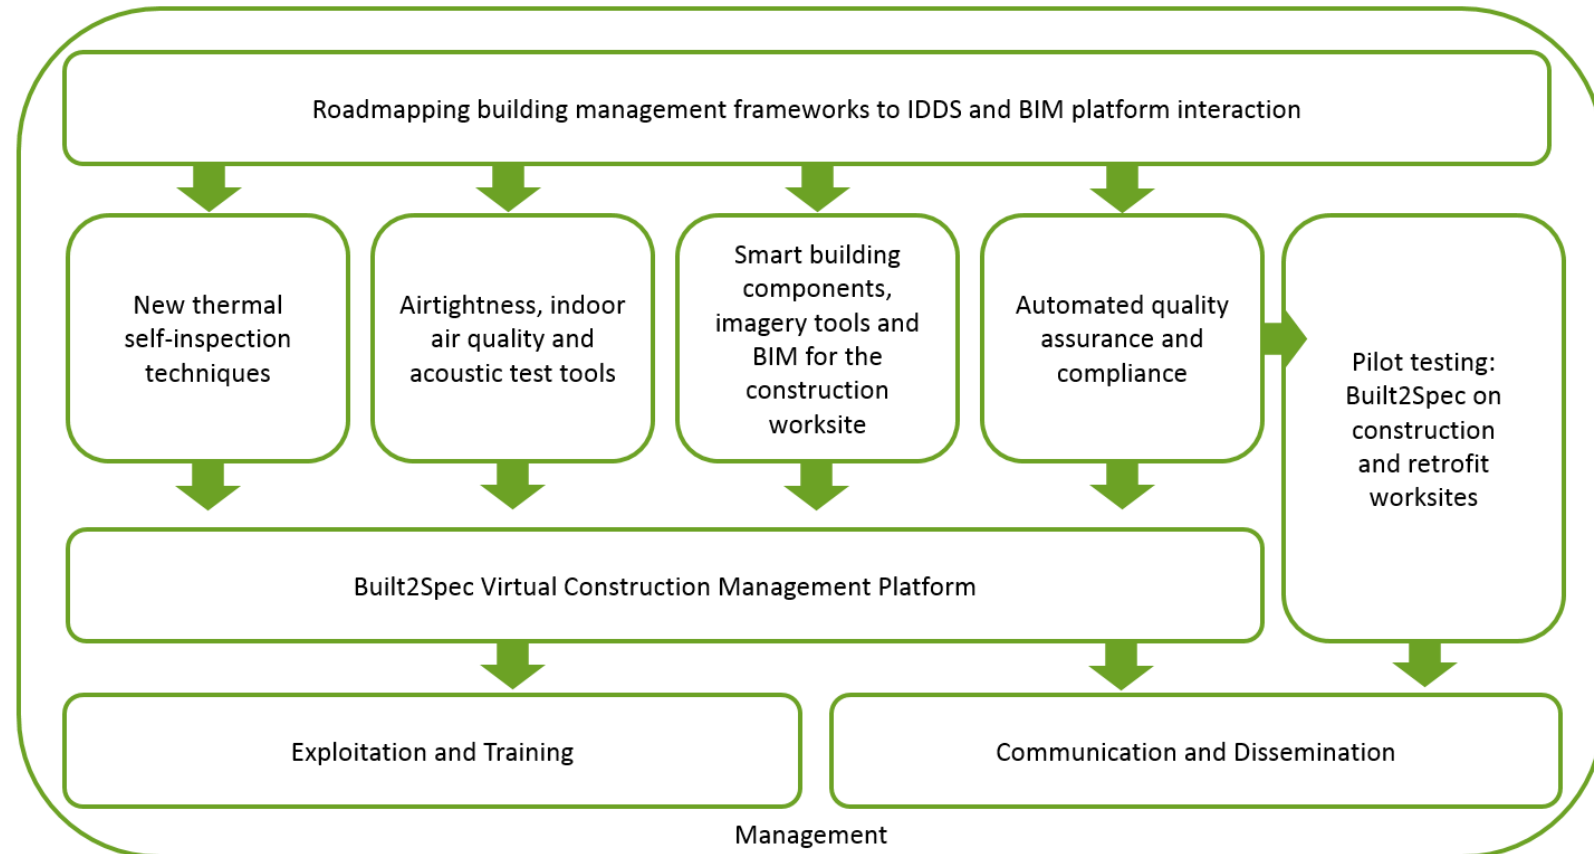 Roadmapping building management frameworks to IDDS and BIM platform interaction
New thermal
self-inspection
techniques
Airtightness, indoor
air quality and
acoustic test tools
Smart building
components,
imagery tools and
BIM for the
construction
worksite
Automated quality
assurance and
compliance
Pilot testing:
Built2Spec on
construction
and retrofit
worksites
Built2Spec Virtual Construction Management Platform
Exploitation and Training
Communication and Dissemination
Management